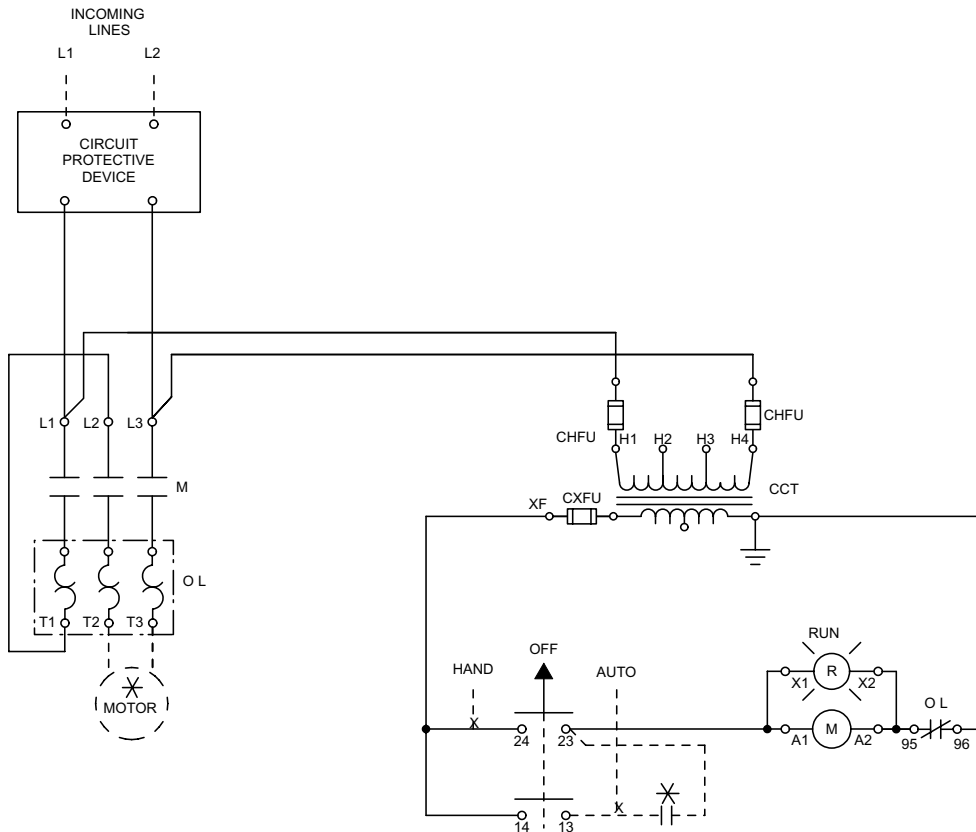 INCOMING
LINES
L1 L2
CIRCUIT
PROTECTIVE
DEVICE
L1 L2 L3
CHFU H1 H2 H3 H4 CHFU
M
CCT
XF CXFU
O L
T1 T2 T3
MOTOR
HAND OFF AUTO
RUN
X1 R X2
O L
X
24 23
A1 M A2 95 96
X
14 13